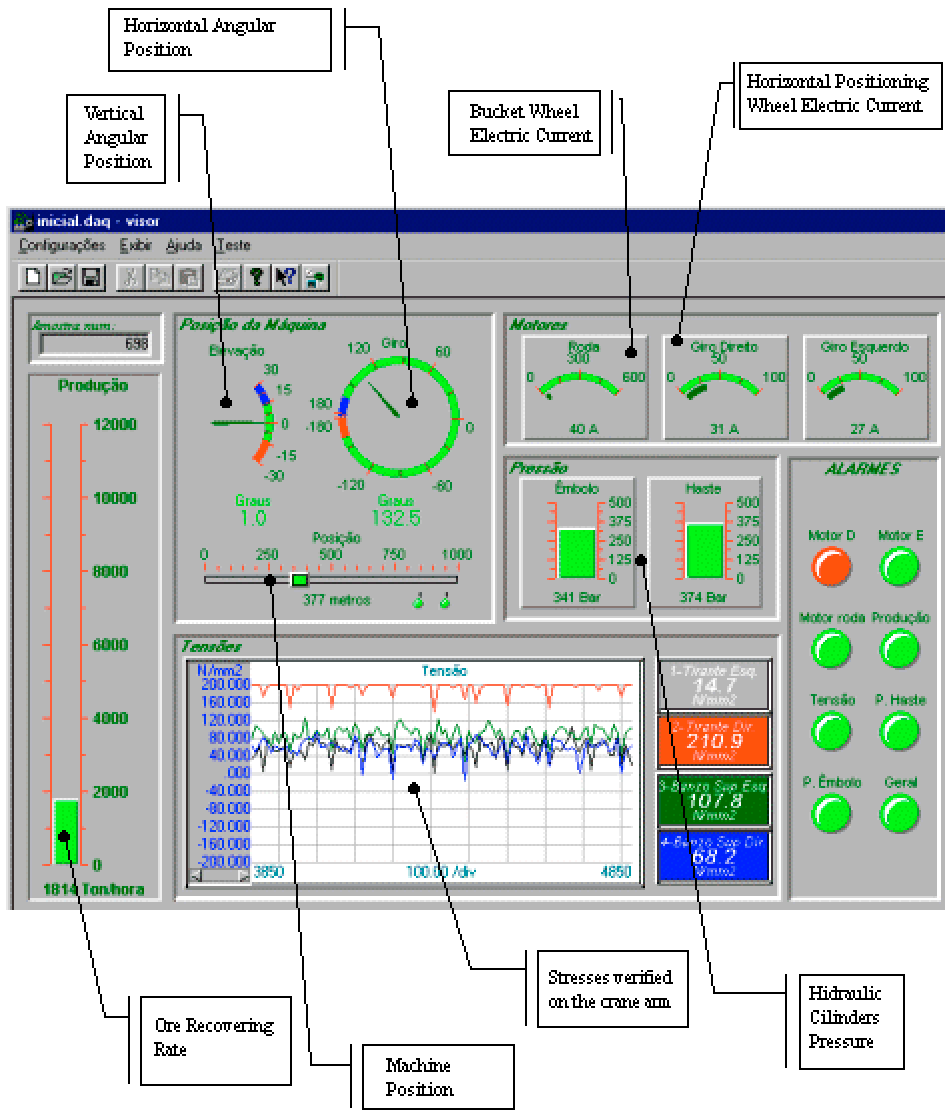 Horizontal Angular
Position
Vertical
Angular
Position
Bucket Wheel
Electric Current
Horizontal Positioning
Wheel Electric Current
inicial.daq - visor
Configurações Exibir Ajuda Teste
Amostra num:
698
Produção
12000
10000
8000
6000
4000
2000
0
1814 Ton/hora
Posição da Máquina
Elevação
30
15
0
-15
-30
Graus
1.0
Giro
120
60
180
-180
0
-120
-60
Graus
132.5
Posição
0 250 500 750 1000
377 metros
Motores
Roda
300
0 600
40 A
Giro Direito
50
0 100
31 A
Giro Esquerdo
50
0 100
27 A
Pressão
Êmbolo
500
375
250
125
0
341 Bar
Haste
500
375
250
125
0
374 Bar
ALARMES
Motor D Motor E
Motor roda Produção
Tensão P. Haste
P. Êmbolo Geral
Tensões
N/mm2
Tensão
200.000
160.000
120.000
80.000
40.000
.000
-40.000
-80.000
-120.000
-160.000
-200.000
3850 100.00 /div 4850
1-Tirante Esq.
14.7
N/mm2
2-Tirante Dir.
210.9
N/mm2
3-Banzo Sup Esq
107.8
N/mm2
4-Banzo Sup Dir
68.2
N/mm2
Ore Recovering
Rate
Machine
Position
Stresses verified
on the crane arm
Hidraulic
Cilinders
Pressure